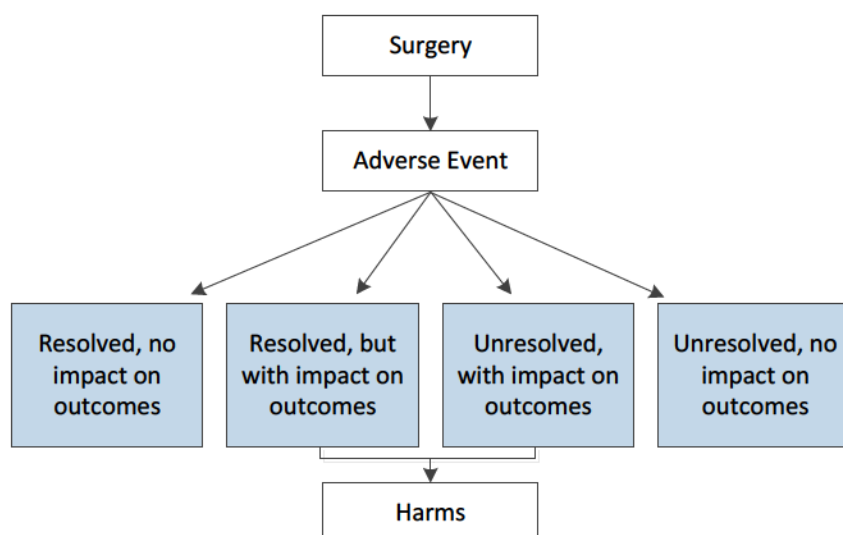 Surgery
Adverse Event
Resolved, no
impact on
outcomes
Resolved, but
with impact on
outcomes
Unresolved,
with impact on
outcomes
Unresolved, no
impact on
outcomes
Harms